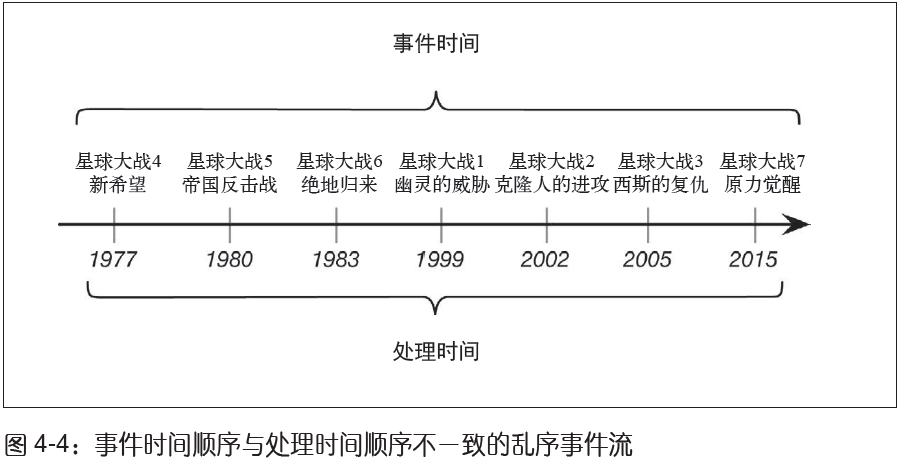 事件时间
星球大战4 星球大战5 星球大战6 星球大战1 星球大战2 星球大战3 星球大战7
新希望 帝国反击战 绝地归来 幽灵的威胁 克隆人的进攻 西斯的复仇 原力觉醒
1977 1980 1983 1999 2002 2005 2015
处理时间
图 4-4：事件时间顺序与处理时间顺序不一致的乱序事件流